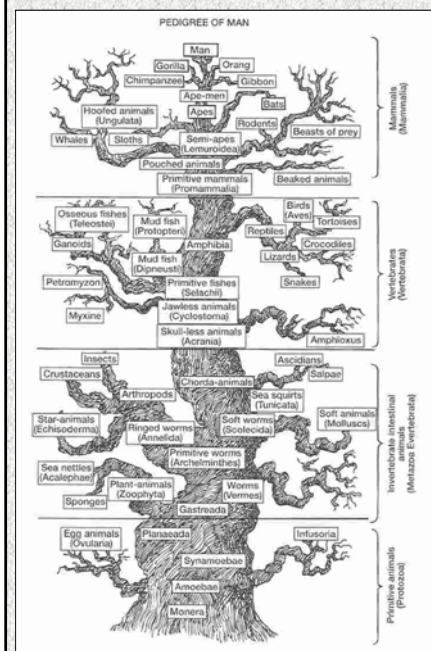 PEDIGREE OF MAN
Man
Gorilla
Orang
Chimpanzee
Gibbon
Ape-men
Bats
Apes
Hoofed animals
(Ungulata)
Rodents
Whales
Sloths
Semi-apes
(Lemuroidea)
Beasts of prey
Pouched animals
Primitive mammals
(Promammalia)
Beaked animals
Mammals
(Mammalia)
Osseous fishes
(Teleostei)
Mud fish
(Protopteri)
Birds
(Aves)
Tortoises
Ganoids
Amphibia
Reptiles
Crocodiles
Mud fish
(Dipneusti)
Lizards
Petromyzon
Primitive fishes
(Selachii)
Snakes
Myxine
Jawless animals
(Cyclostoma)
Skull-less animals
(Acrania)
Amphioxus
Vertebrates
(Vertebrata)
Insects
Ascidians
Crustaceans
Chorda-animals
Salpae
Arthropods
Sea squirts
(Tunicata)
Star-animals
(Echisoderma)
Ringed worms
(Annelida)
Soft worms
(Scolecida)
Soft animals
(Molluscs)
Primitive worms
(Archelminthes)
Sea nettles
(Acalephae)
Plant-animals
(Zoophyta)
Worms
(Vermes)
Sponges
Gastreada
Invertebrate intestinal
animals
(Metazoa Evertebrata)
Egg animals
(Ovularia)
Planaeada
Infusoria
Synamoebae
Amoebae
Monera
Primitive animals
(Protozoa)